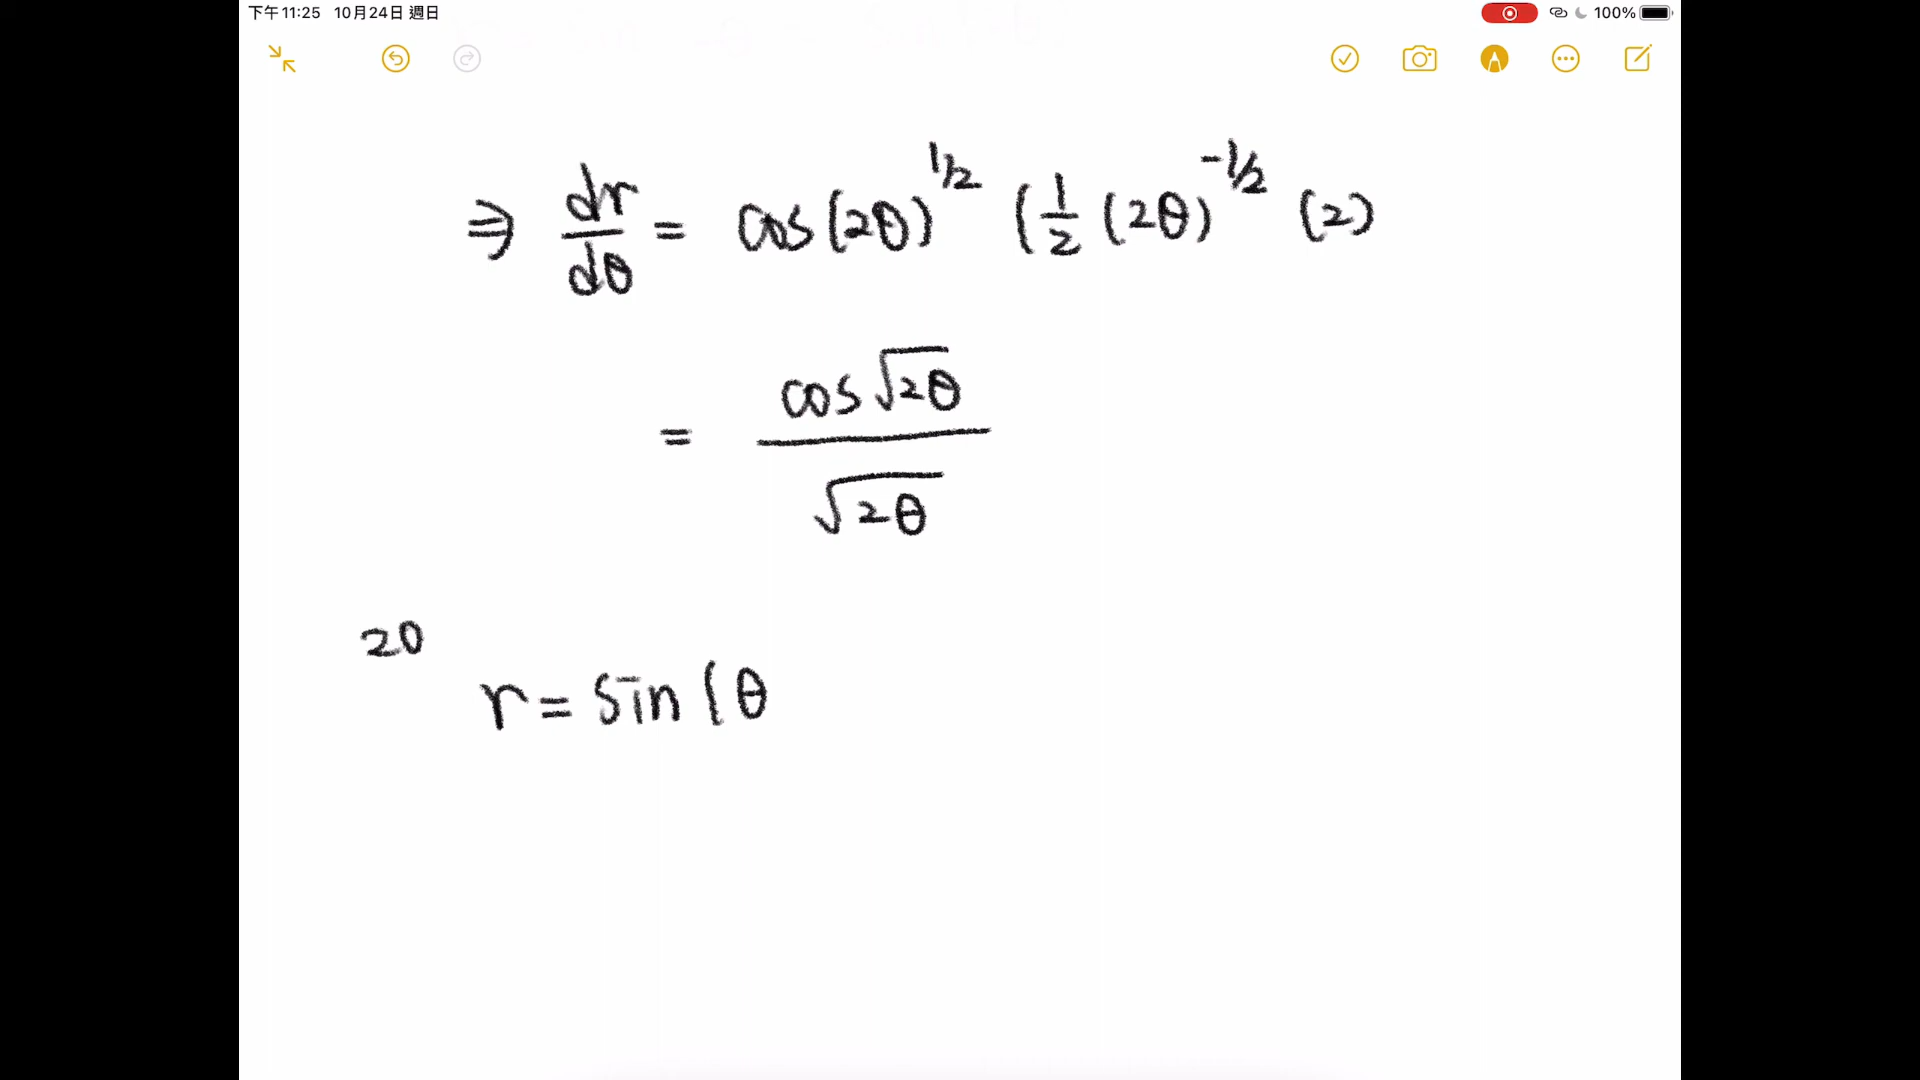 下午11:25 10月24日 週日 100%
⇒ dr/dθ = cos(2θ)^1/2 (1/2 (2θ)^-1/2 (2)
= cos√2θ / √2θ
20
r = sin(θ